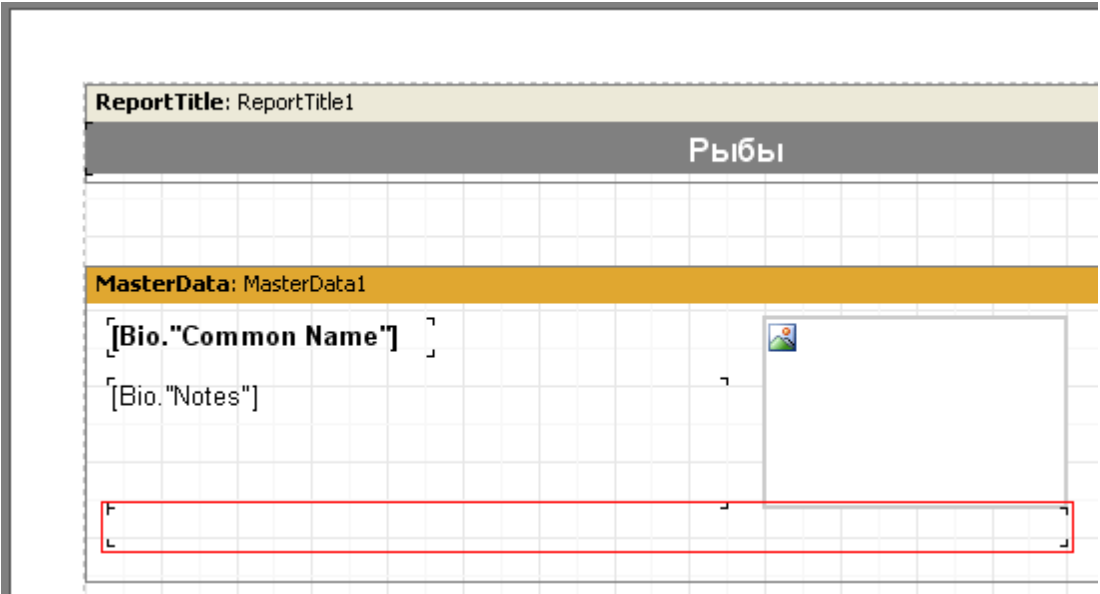 ReportTitle: ReportTitle1
Рыбы
MasterData: MasterData1
[Bio."Common Name"]
[Bio."Notes"]